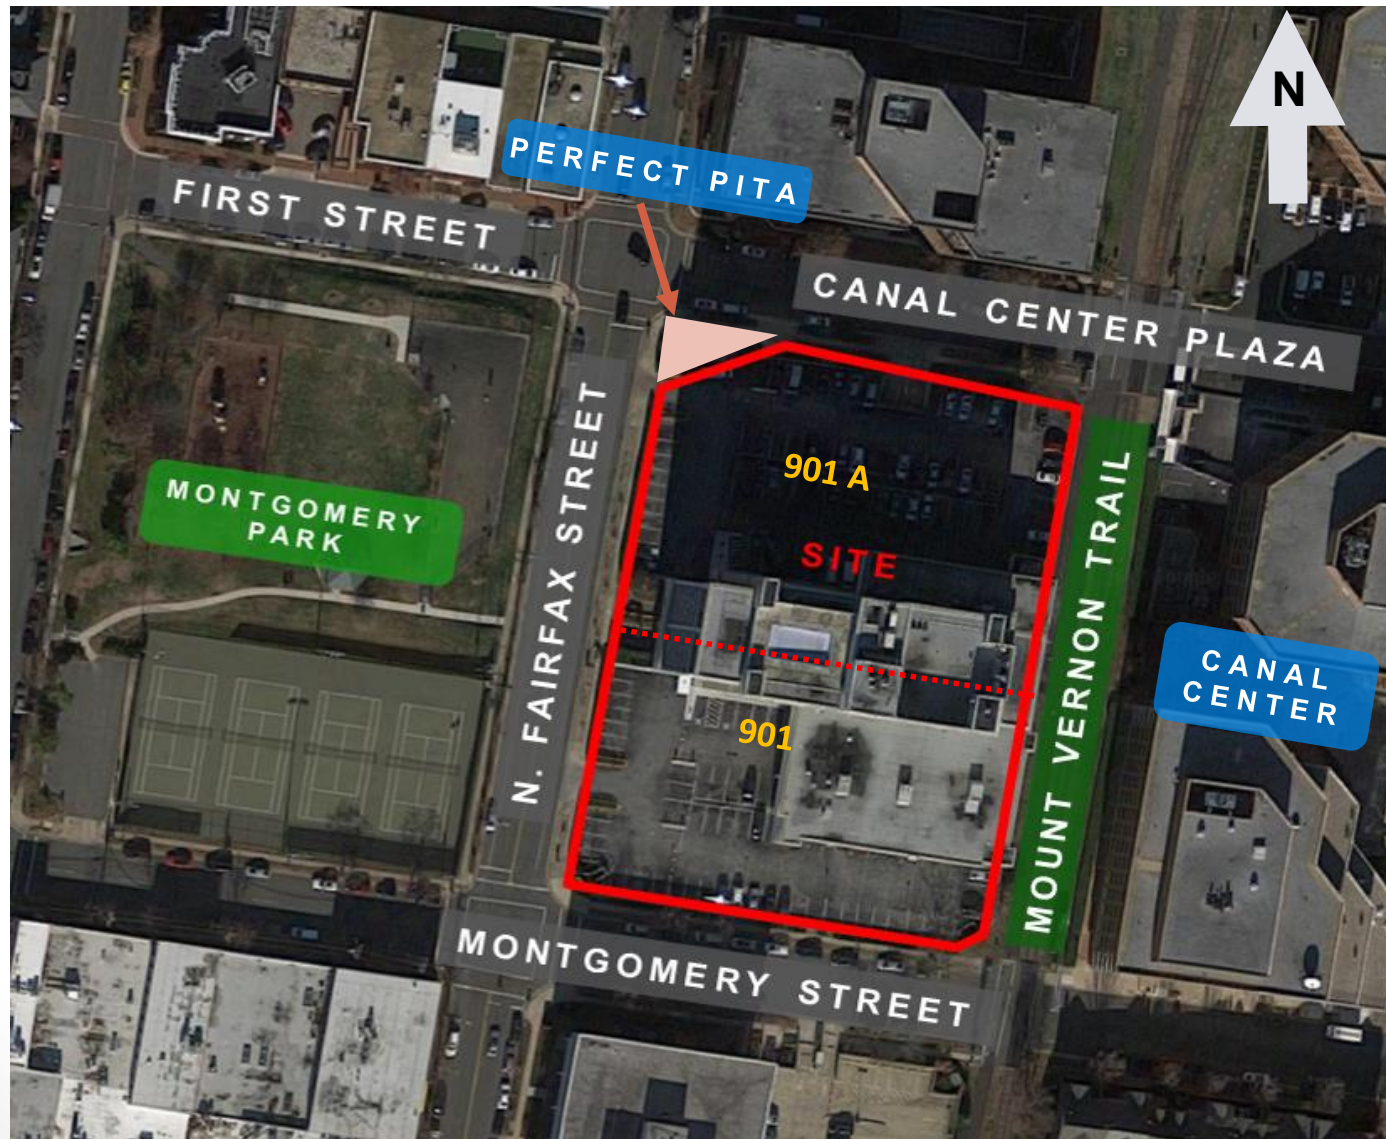 N
PERFECT PITA
FIRST STREET
CANAL CENTER PLAZA
N. FAIRFAX STREET
901 A
MONTGOMERY
PARK
SITE
MOUNT VERNON TRAIL
CANAL
CENTER
901
MONTGOMERY STREET